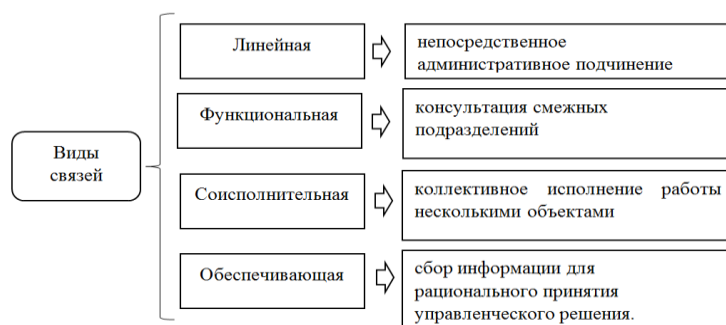 Виды
связей
Линейная
непосредственное
административное подчинение
Функциональная
консультация смежных
подразделений
Соисполнительная
коллективное исполнение работы
несколькими объектами
Обеспечивающая
сбор информации для
рационального принятия
управленческого решения.